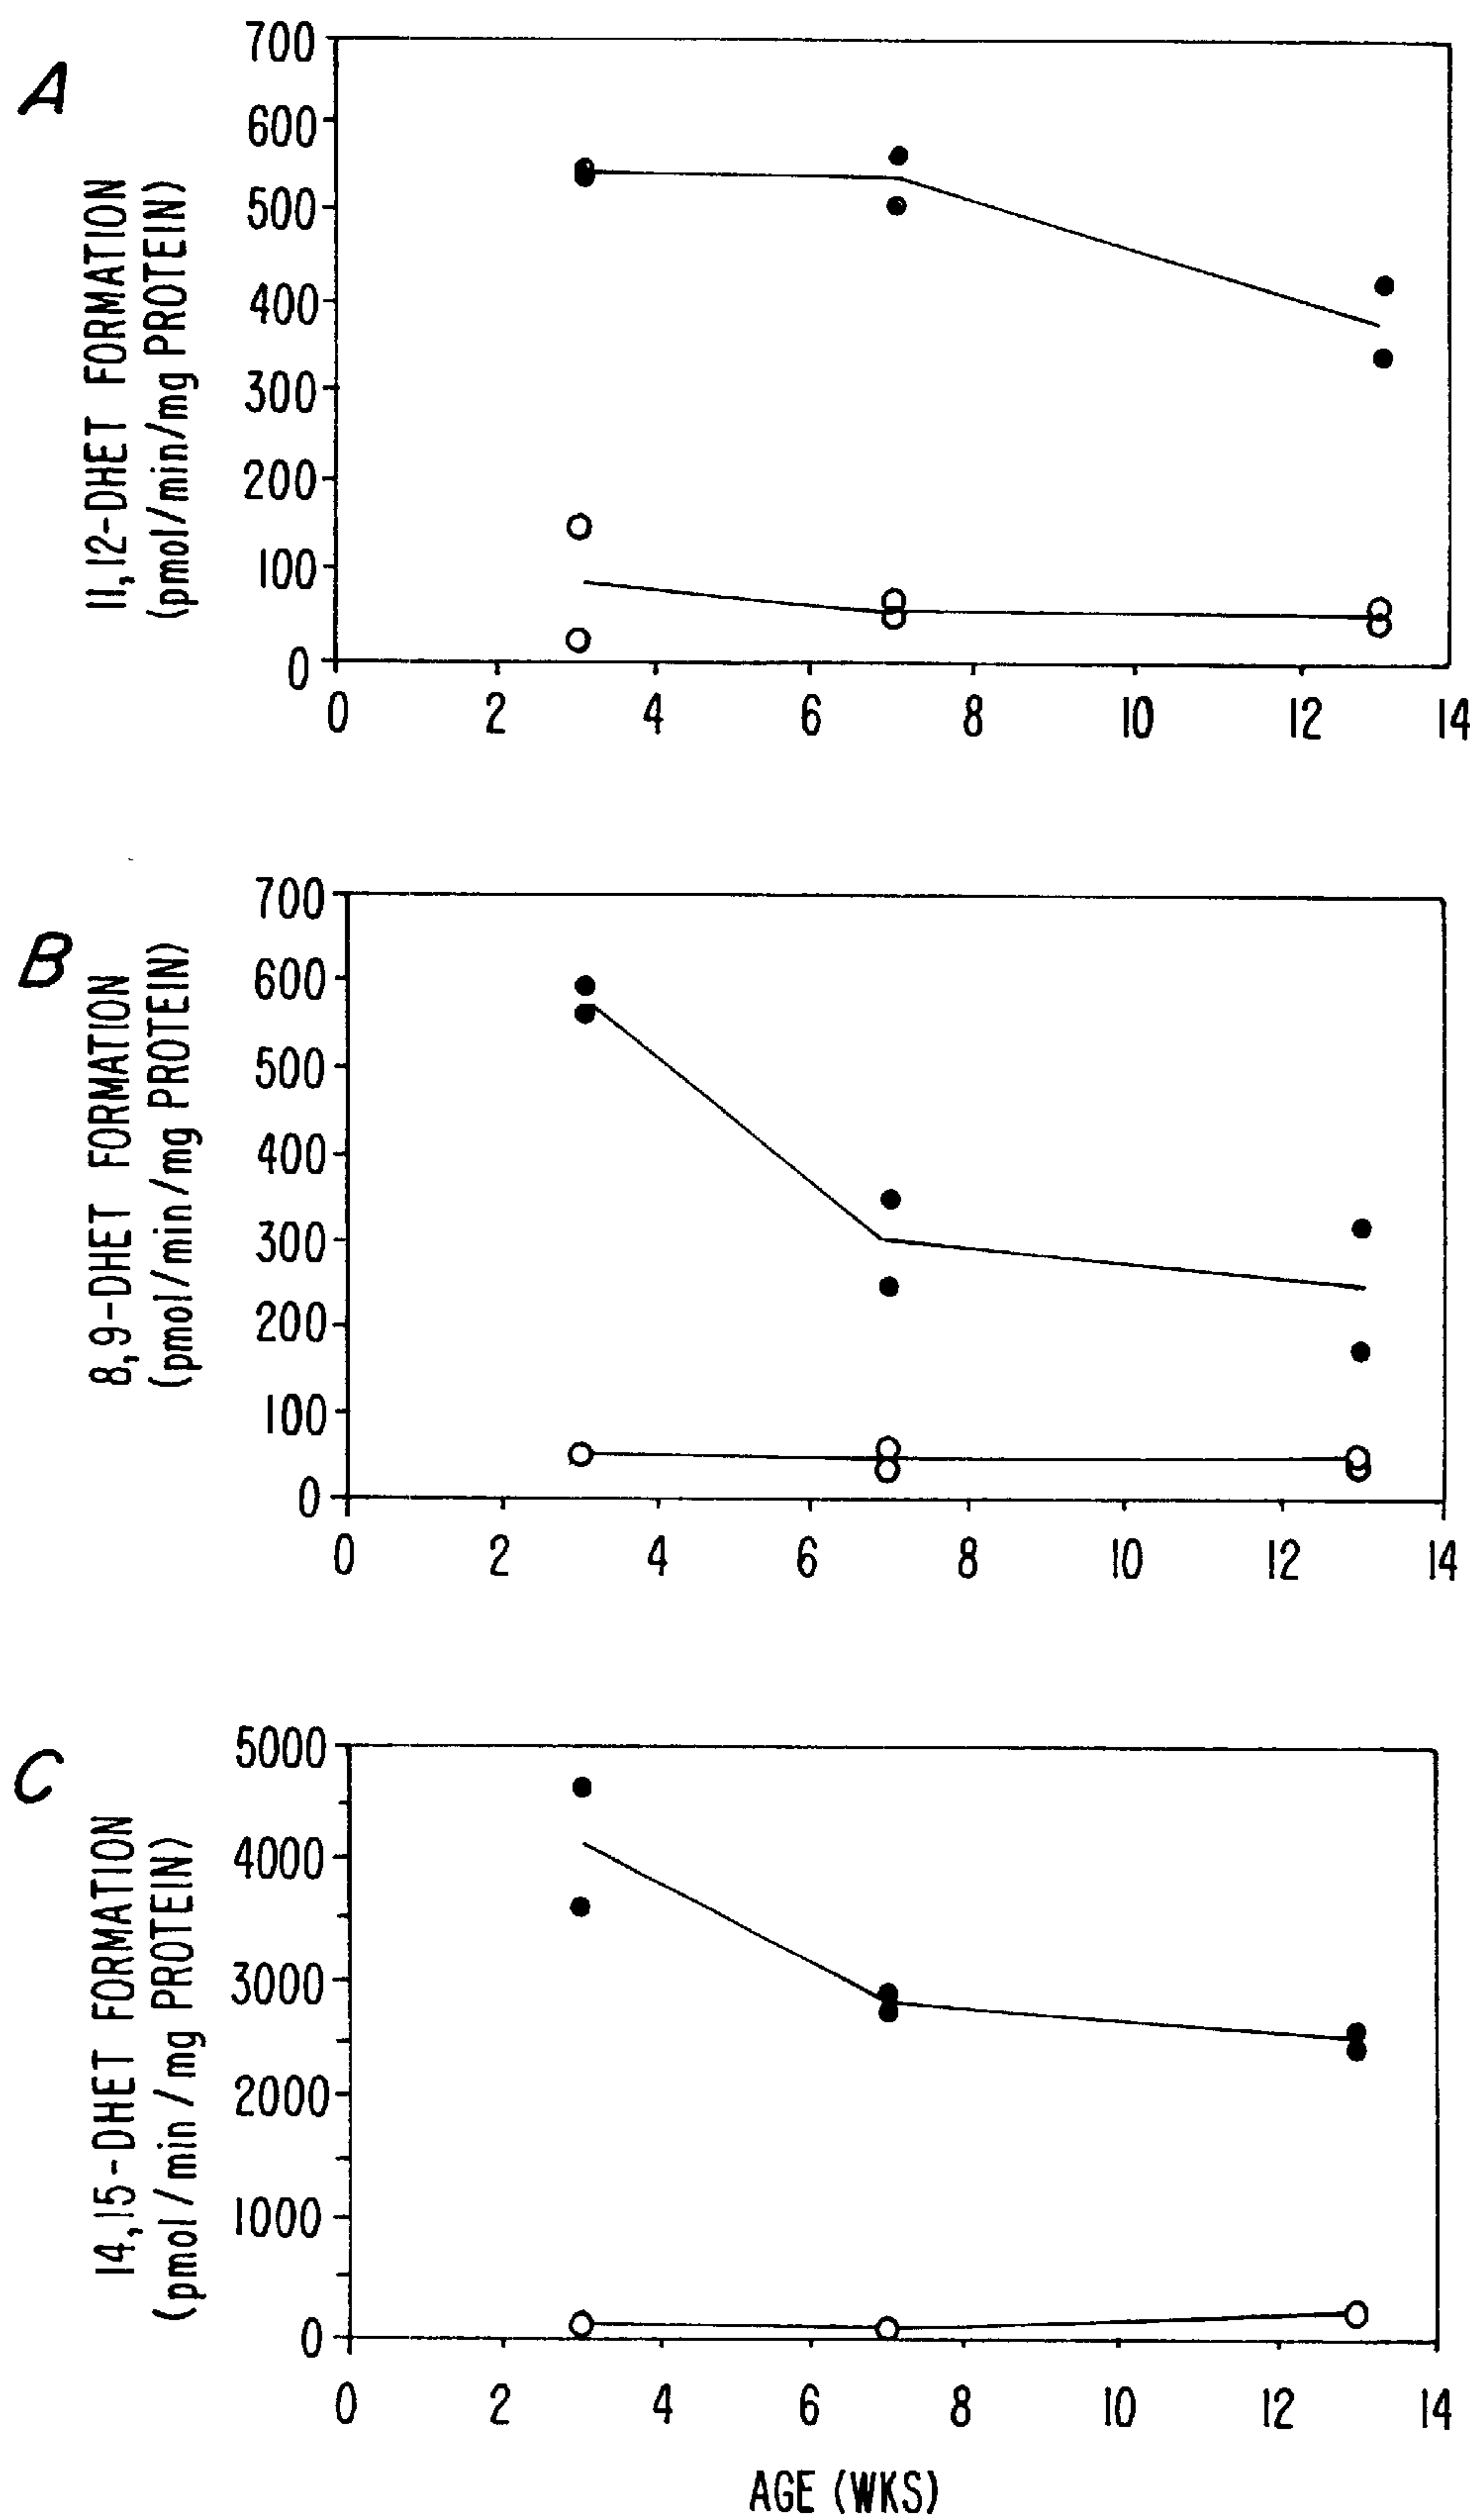 A
11,12-DHET FORMATION
(pmol/min/mg PROTEIN)
700
600
500
400
300
200
100
0
0 2 4 6 8 10 12 14
B
8,9-DHET FORMATION
(pmol/min/mg PROTEIN)
700
600
500
400
300
200
100
0
0 2 4 6 8 10 12 14
C
14,15-DHET FORMATION
(pmol/min/mg PROTEIN)
5000
4000
3000
2000
1000
0
0 2 4 6 8 10 12 14
AGE (WKS)